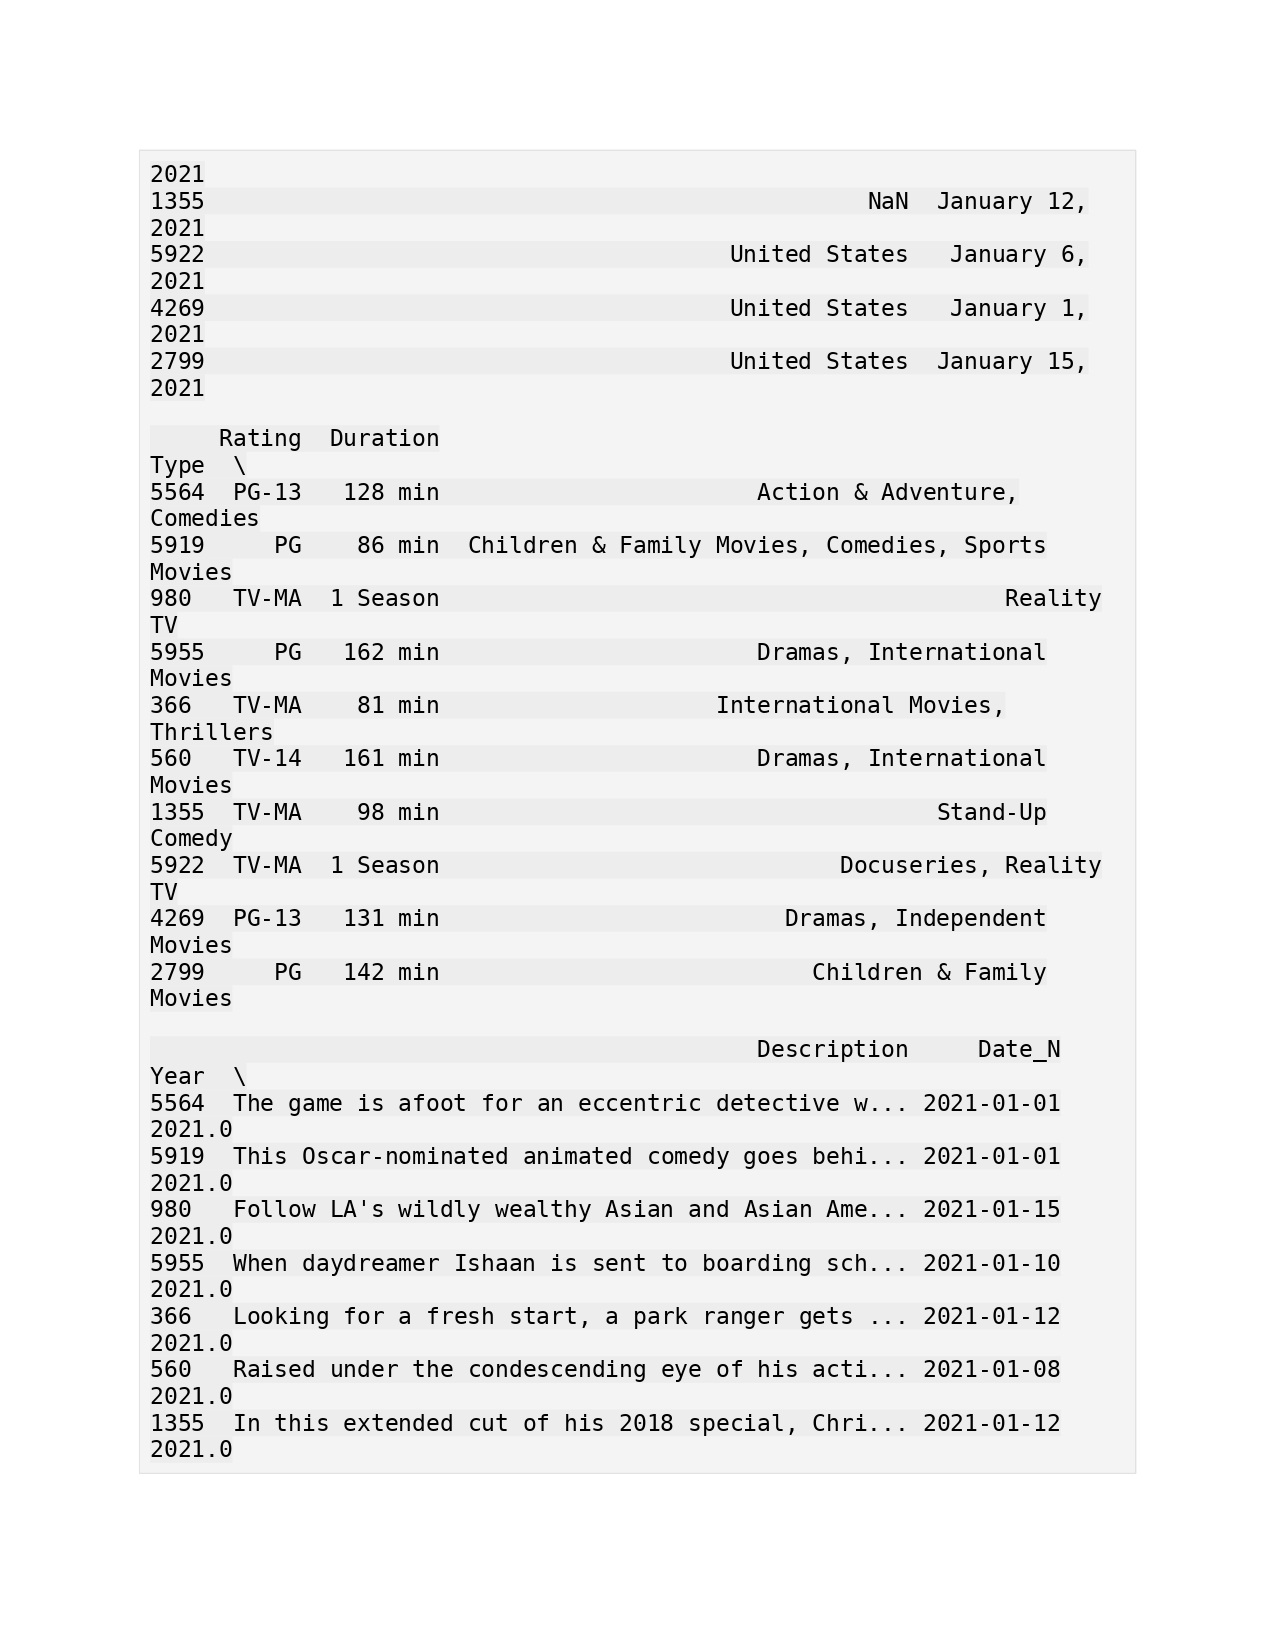 2021
1355 NaN January 12,
2021
5922 United States January 6,
2021
4269 United States January 1,
2021
2799 United States January 15,
2021
Rating Duration
Type \
5564 PG-13 128 min Action & Adventure,
Comedies
5919 PG 86 min Children & Family Movies, Comedies, Sports
Movies
980 TV-MA 1 Season Reality
TV
5955 PG 162 min Dramas, International
Movies
366 TV-MA 81 min International Movies,
Thrillers
560 TV-14 161 min Dramas, International
Movies
1355 TV-MA 98 min Stand-Up
Comedy
5922 TV-MA 1 Season Docuseries, Reality
TV
4269 PG-13 131 min Dramas, Independent
Movies
2799 PG 142 min Children & Family
Movies
Description Date_N
Year \
5564 The game is afoot for an eccentric detective w... 2021-01-01
2021.0
5919 This Oscar-nominated animated comedy goes behi... 2021-01-01
2021.0
980 Follow LA's wildly wealthy Asian and Asian Ame... 2021-01-15
2021.0
5955 When daydreamer Ishaan is sent to boarding sch... 2021-01-10
2021.0
366 Looking for a fresh start, a park ranger gets ... 2021-01-12
2021.0
560 Raised under the condescending eye of his acti... 2021-01-08
2021.0
1355 In this extended cut of his 2018 special, Chri... 2021-01-12
2021.0